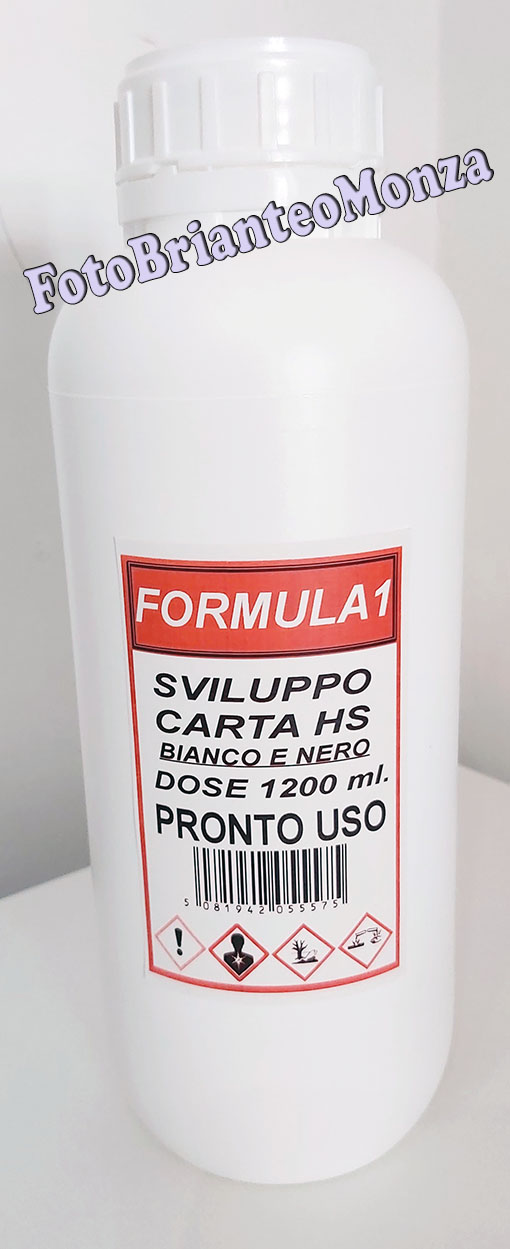 FotoBrianteoMonza
FORMULA1
SVILUPPO
CARTA HS
BIANCO E NERO
DOSE 1200 ml.
PRONTO USO
5 081942 055575